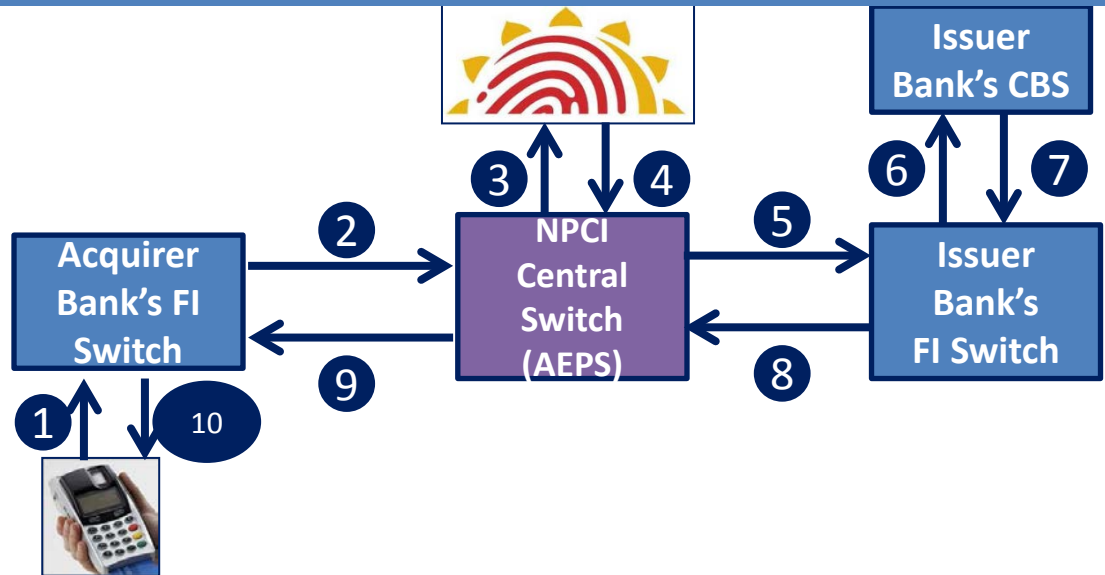 Issuer
Bank's CBS
3
4
6
7
2
5
Acquirer
Bank's FI
Switch
NPCI
Central
Switch
(AEPS)
Issuer
Bank's
FI Switch
9
8
1
10